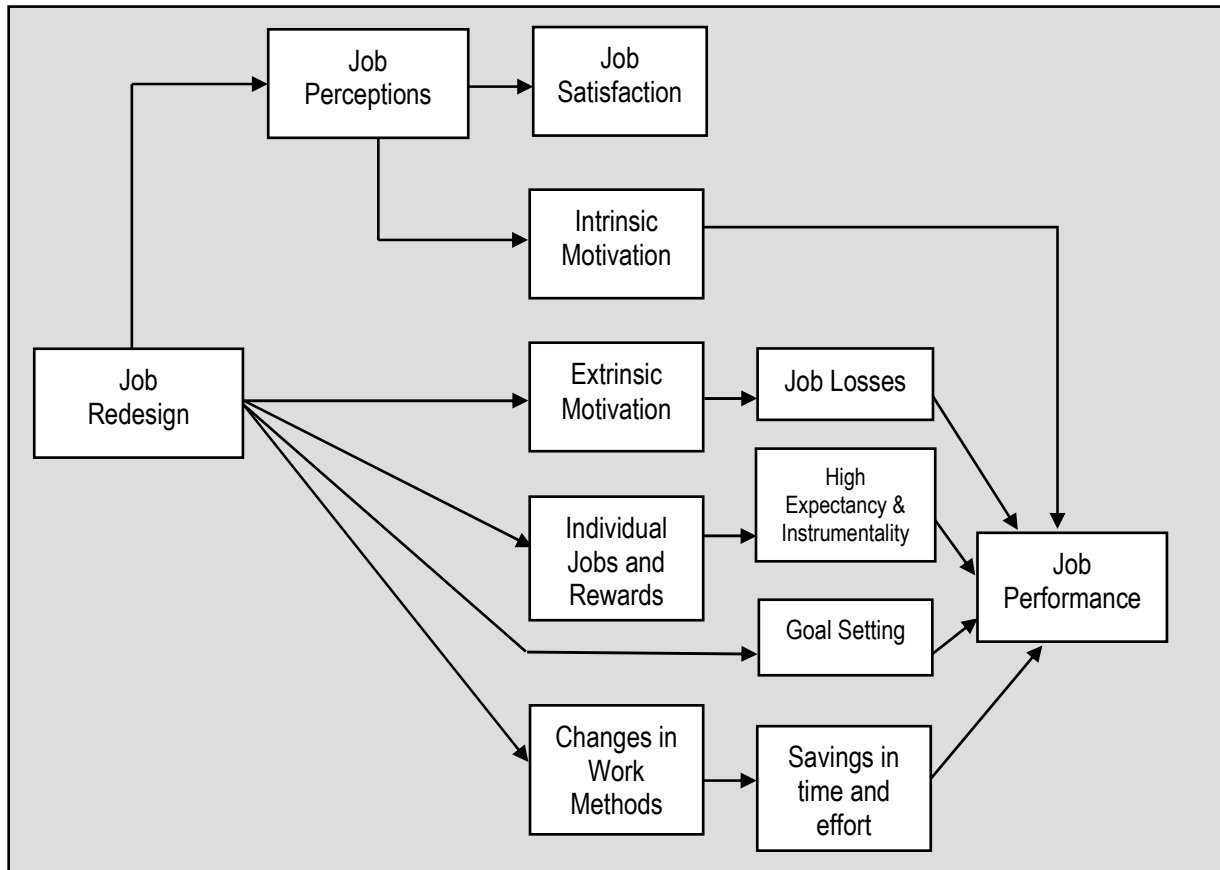 Job
Perceptions
Job
Satisfaction
Intrinsic
Motivation
Job
Redesign
Extrinsic
Motivation
Job Losses
High
Expectancy &
Instrumentality
Individual
Jobs and
Rewards
Job
Performance
Goal Setting
Changes in
Work
Methods
Savings in
time and
effort